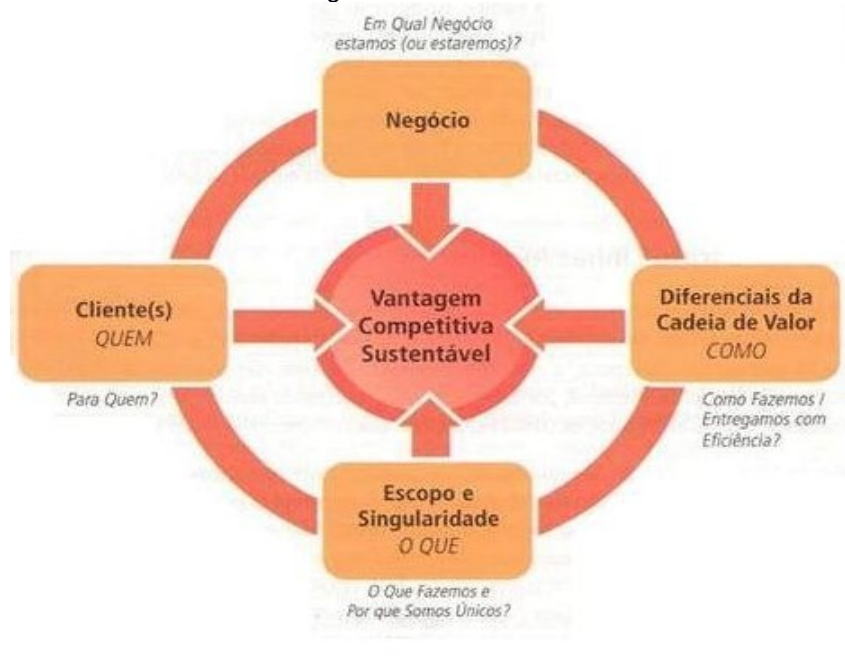 Em Qual Negócio
estamos (ou estaremos)?
Negócio
Cliente(s)
QUEM
Para Quem?
Vantagem
Competitiva
Sustentável
Diferenciais da
Cadeia de Valor
COMO
Como Fazemos /
Entregamos com
Eficiência?
Escopo e
Singularidade
O QUE
O Que Fazemos e
Por que Somos Únicos?